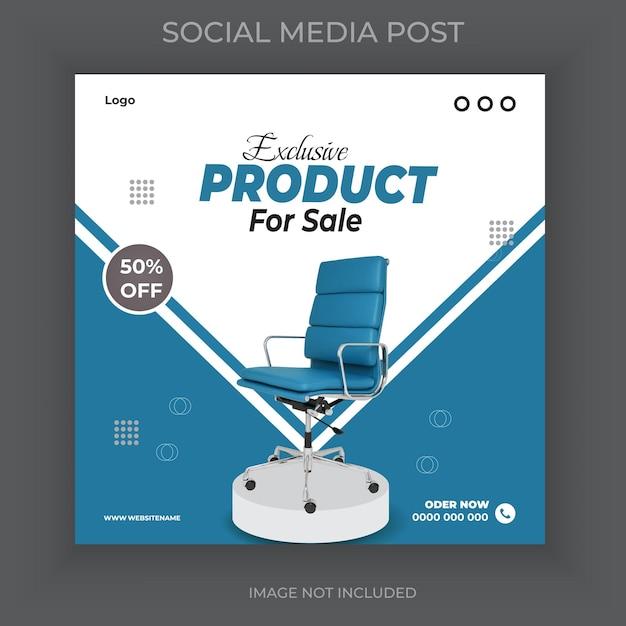 SOCIAL MEDIA POST
Logo
Exclusive
PRODUCT
For Sale
50%
OFF
ODER NOW
0000 000 000
WWW.WEBSITENAME
IMAGE NOT INCLUDED